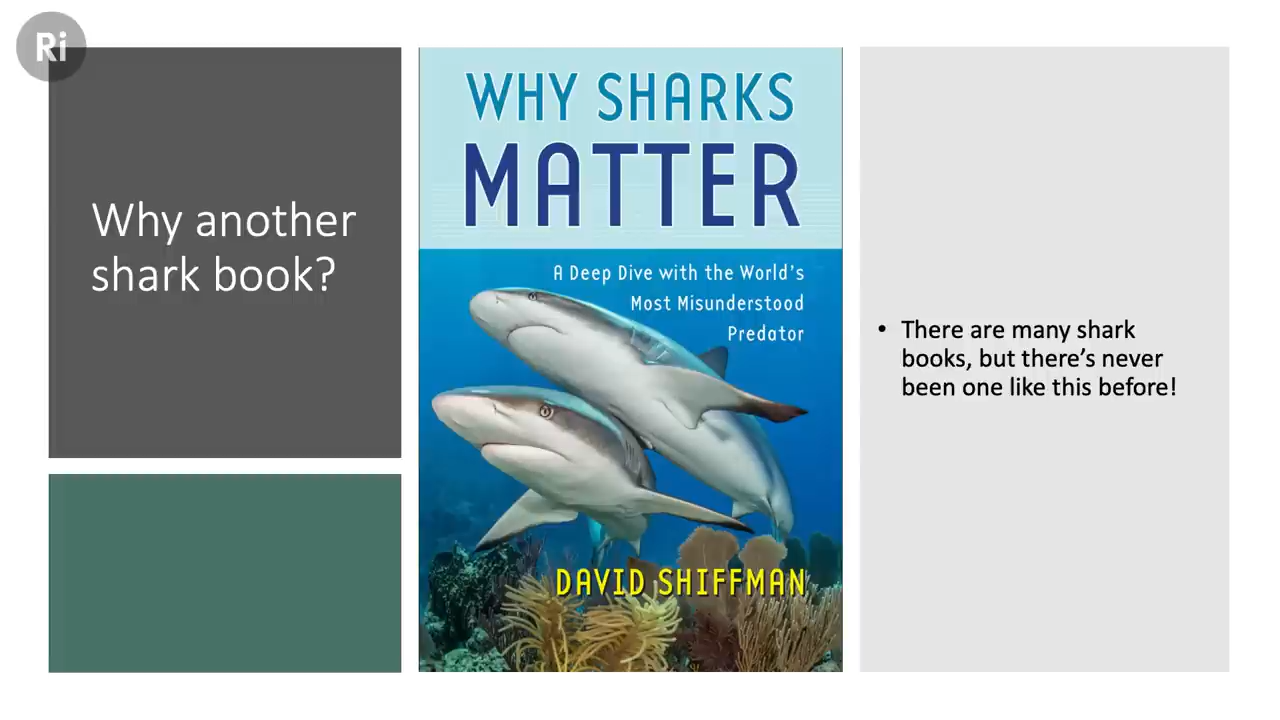 Ri
Why another
shark book?
WHY SHARKS
MATTER
A Deep Dive with the World's
Most Misunderstood
Predator
DAVID SHIFFMAN
• There are many shark
books, but there's never
been one like this before!